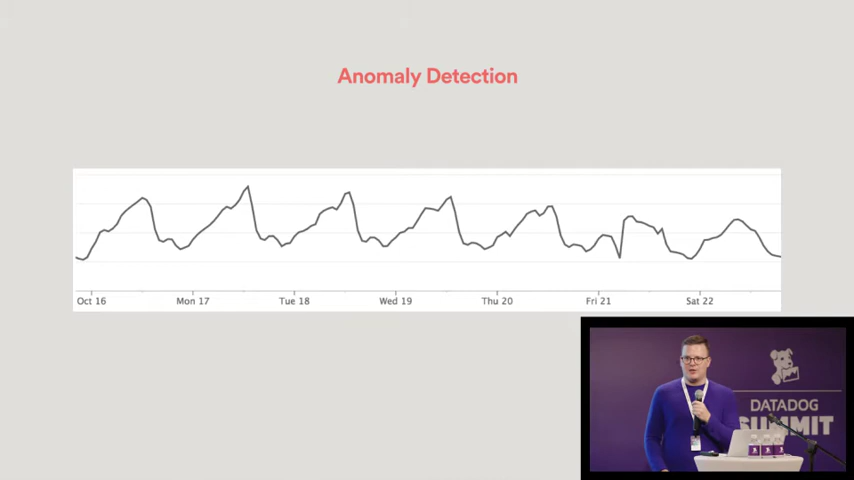 Anomaly Detection
Oct 16 Mon 17 Tue 18 Wed 19 Thu 20 Fri 21 Sat 22
DATADOG
SUMMIT